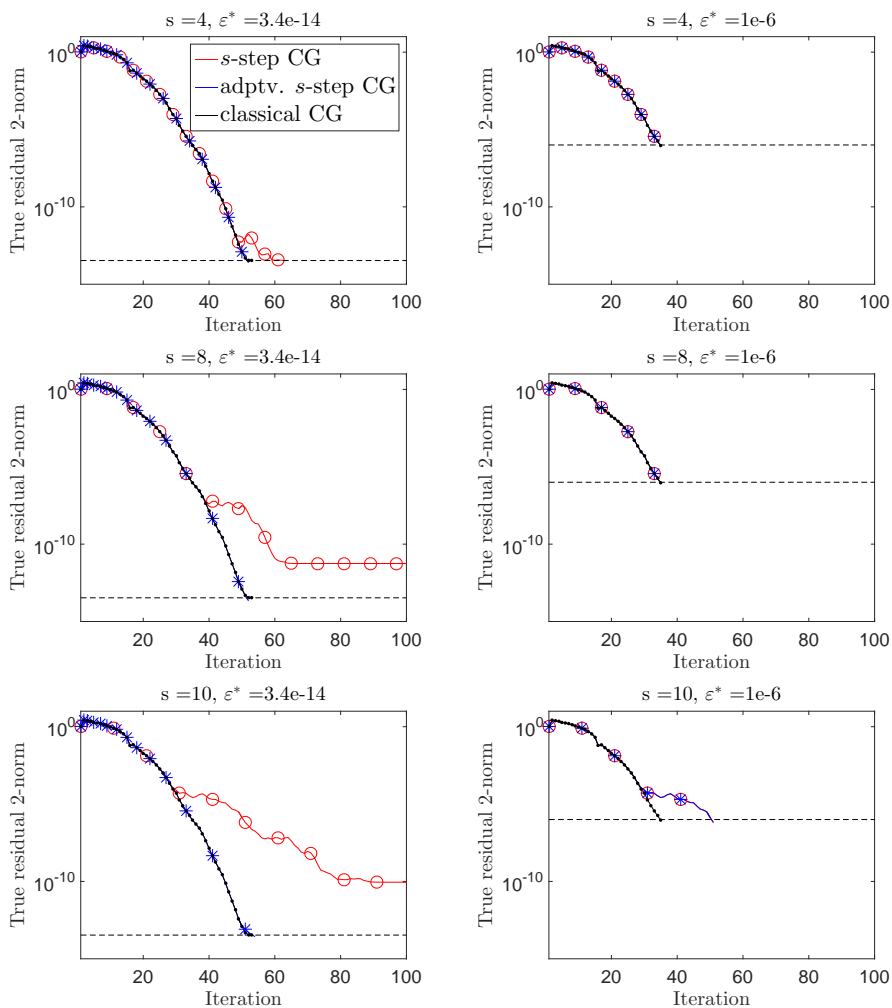 s =4, ε* =3.4e-14
True residual 2-norm
10^0
10^-10
s-step CG
adptv. s-step CG
classical CG
20 40 60 80 100
Iteration
s =4, ε* =1e-6
True residual 2-norm
10^0
10^-10
20 40 60 80 100
Iteration
s =8, ε* =3.4e-14
True residual 2-norm
10^0
10^-10
20 40 60 80 100
Iteration
s =8, ε* =1e-6
True residual 2-norm
10^0
10^-10
20 40 60 80 100
Iteration
s =10, ε* =3.4e-14
True residual 2-norm
10^0
10^-10
20 40 60 80 100
Iteration
s =10, ε* =1e-6
True residual 2-norm
10^0
10^-10
20 40 60 80 100
Iteration